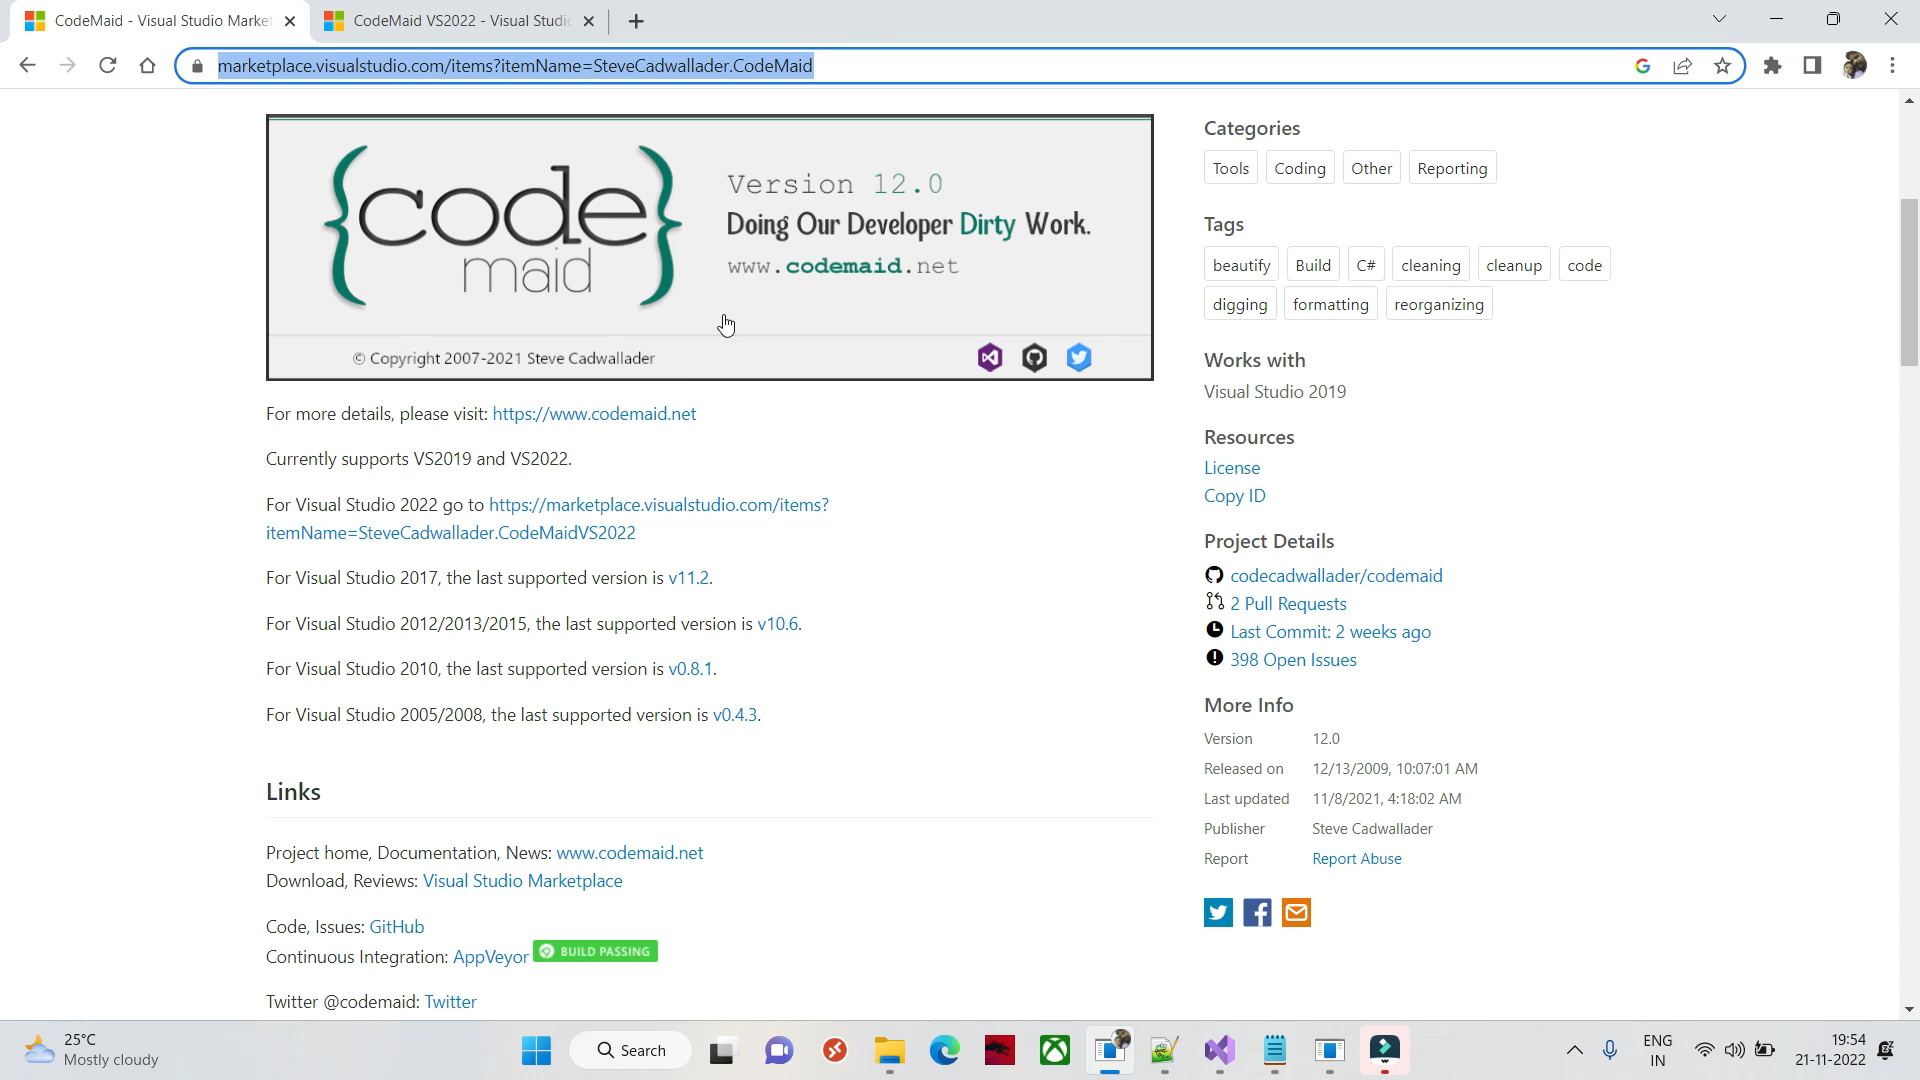 CodeMaid - Visual Studio Market
CodeMaid VS2022 - Visual Studio
marketplace.visualstudio.com/items?itemName=SteveCadwallader.CodeMaid
{code
maid}
Version 12.0
Doing Our Developer Dirty Work.
www.codemaid.net
© Copyright 2007-2021 Steve Cadwallader
For more details, please visit: https://www.codemaid.net
Currently supports VS2019 and VS2022.
For Visual Studio 2022 go to https://marketplace.visualstudio.com/items?
itemName=SteveCadwallader.CodeMaidVS2022
For Visual Studio 2017, the last supported version is v11.2.
For Visual Studio 2012/2013/2015, the last supported version is v10.6.
For Visual Studio 2010, the last supported version is v0.8.1.
For Visual Studio 2005/2008, the last supported version is v0.4.3.
Links
Project home, Documentation, News: www.codemaid.net
Download, Reviews: Visual Studio Marketplace
Code, Issues: GitHub
Continuous Integration: AppVeyor BUILD PASSING
Twitter @codemaid: Twitter
Categories
Tools Coding Other Reporting
Tags
beautify Build C# cleaning cleanup code
digging formatting reorganizing
Works with
Visual Studio 2019
Resources
License
Copy ID
Project Details
codecadwallader/codemaid
2 Pull Requests
Last Commit: 2 weeks ago
398 Open Issues
More Info
Version 12.0
Released on 12/13/2009, 10:07:01 AM
Last updated 11/8/2021, 4:18:02 AM
Publisher Steve Cadwallader
Report Report Abuse
25°C
Mostly cloudy
Search
ENG
IN
19:54
21-11-2022